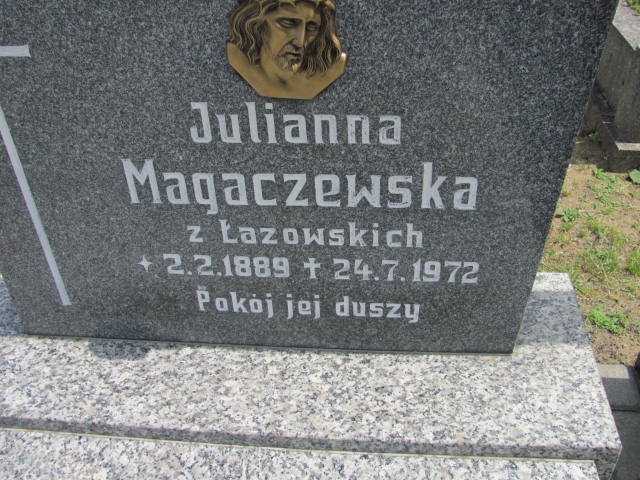 Julianna
Magaczewska
z Łazowskich
* 2.2.1889 † 24.7.1972
Pokój jej duszy